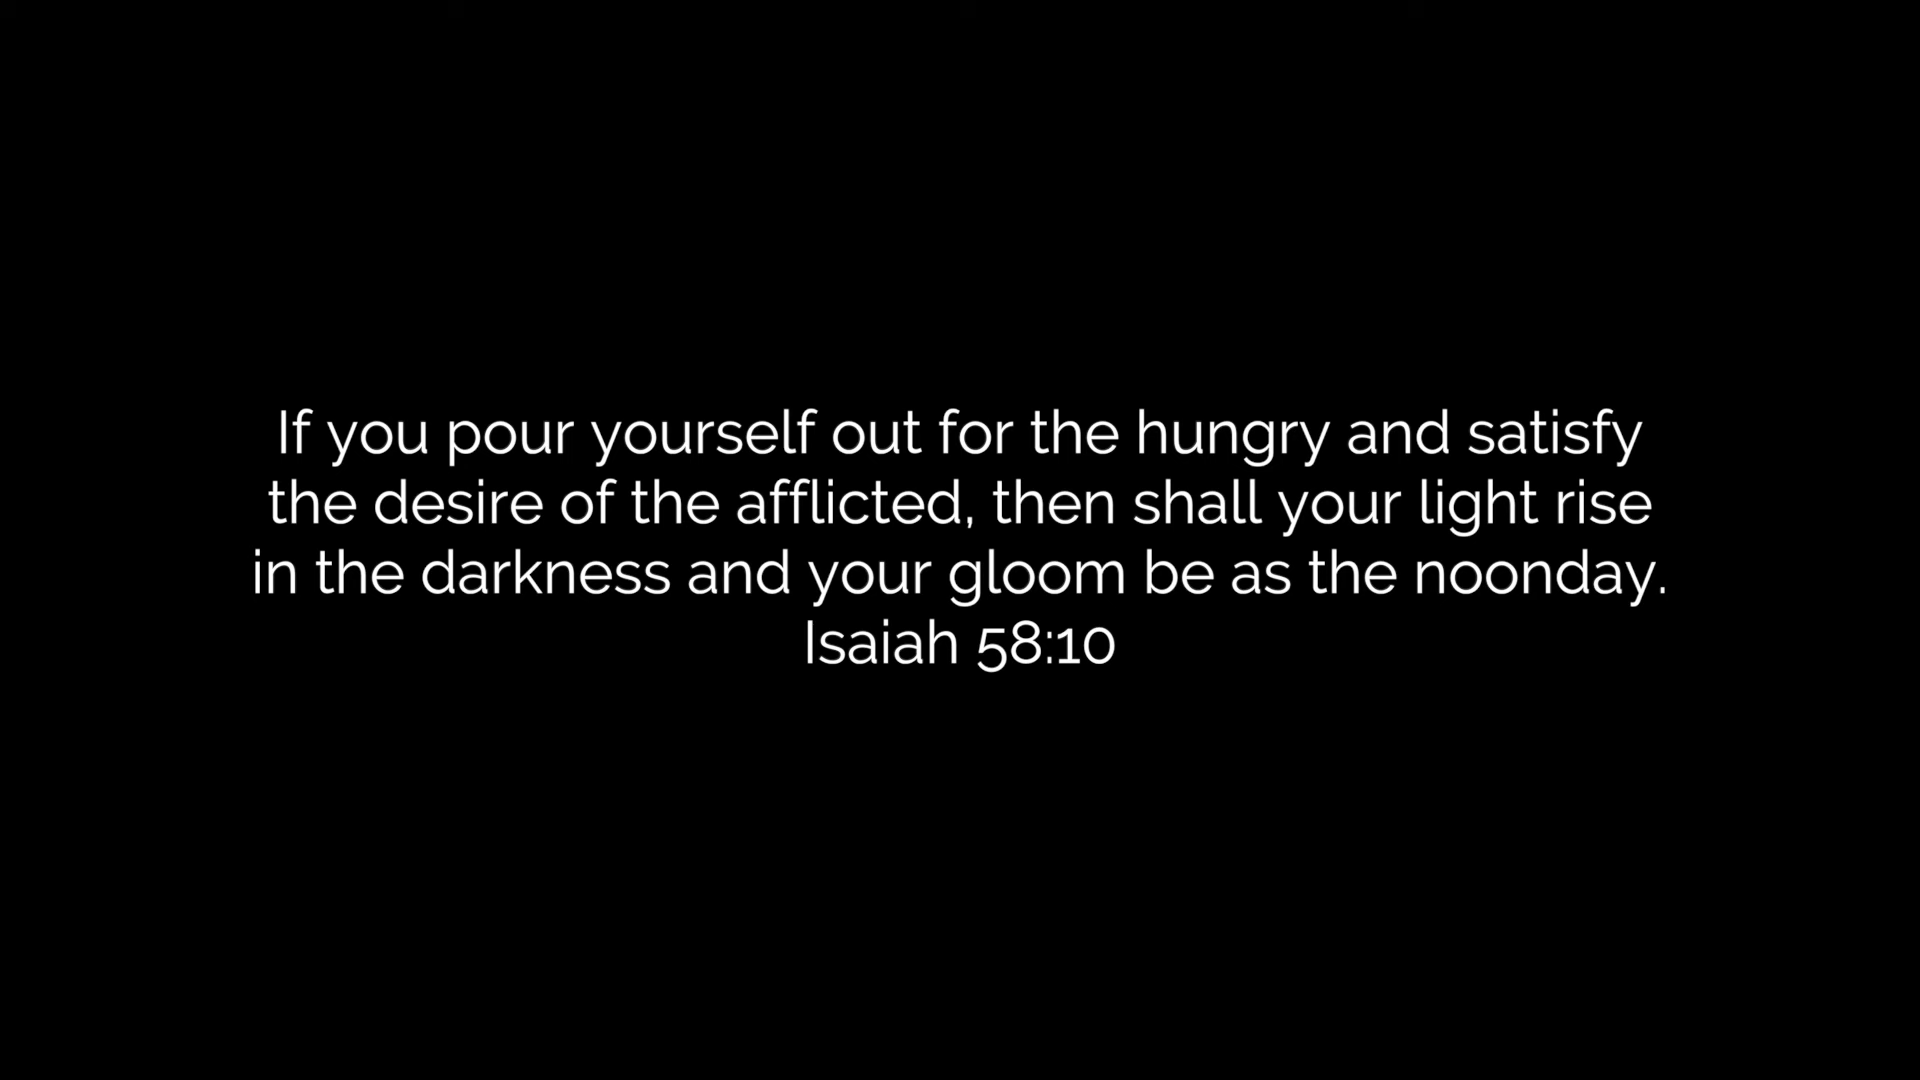 If you pour yourself out for the hungry and satisfy
the desire of the afflicted, then shall your light rise
in the darkness and your gloom be as the noonday.
Isaiah 58:10